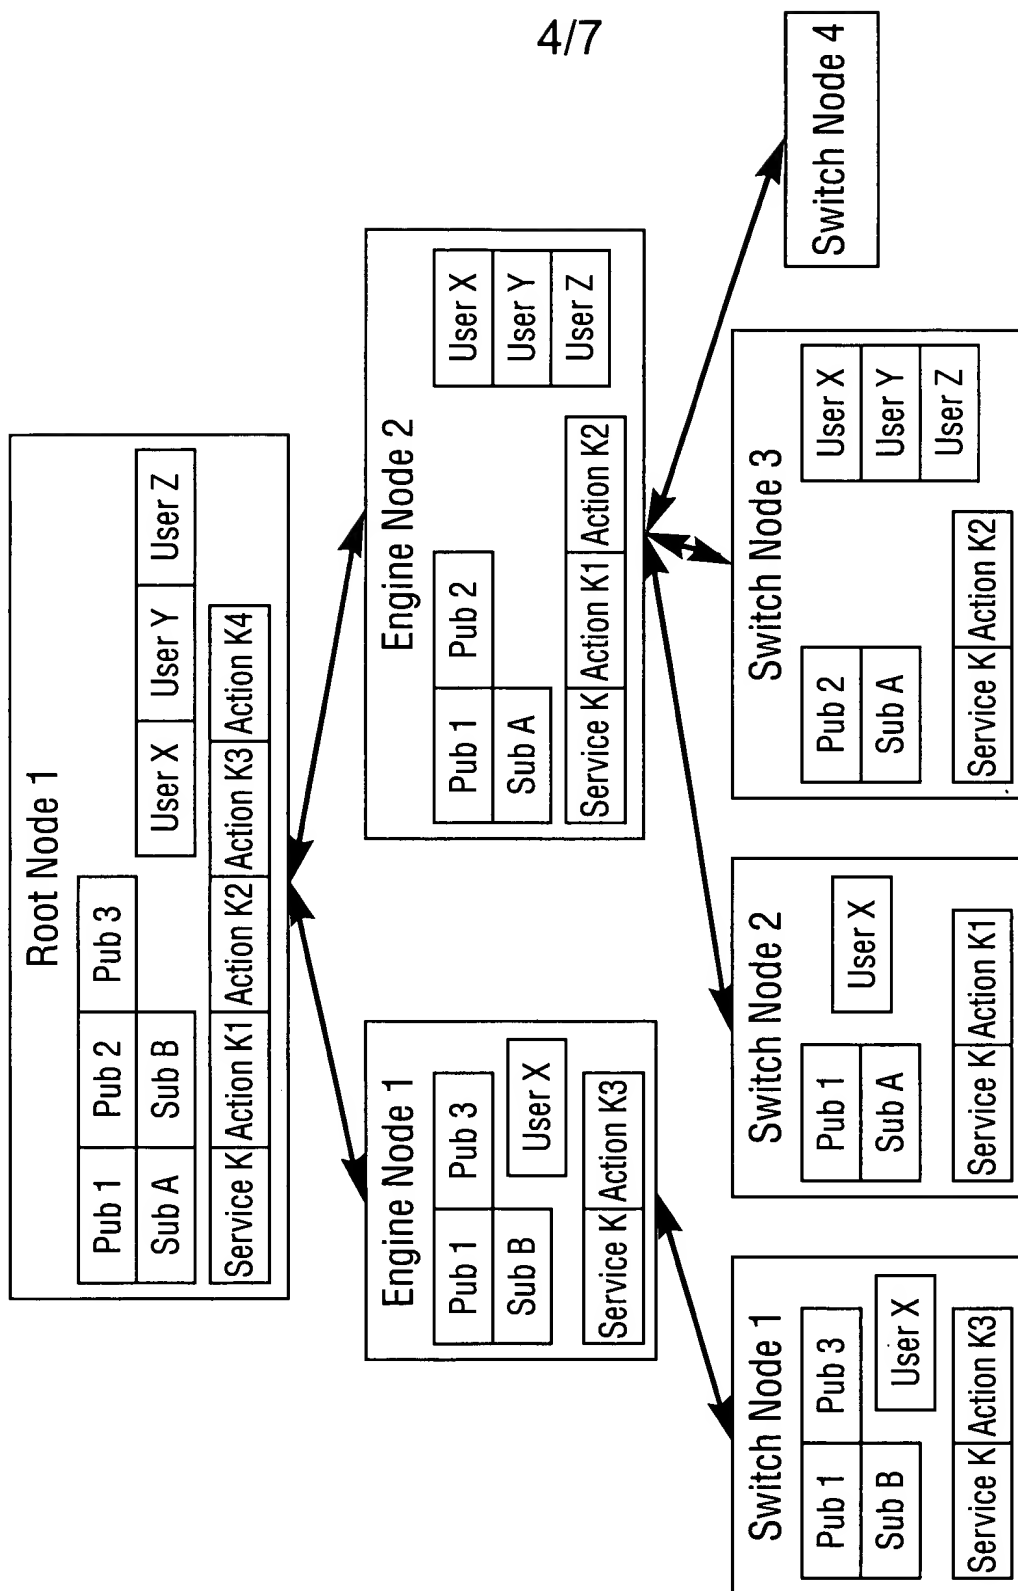 4/7
Root Node 1
Pub 1 Pub 2 Pub 3
Sub A Sub B
User X User Y User Z
Service K Action K1 Action K2 Action K3 Action K4
Engine Node 1
Pub 1 Pub 3
Sub B
User X
Service K Action K3
Engine Node 2
Pub 1 Pub 2
Sub A
User X
User Y
User Z
Service K Action K1 Action K2
Switch Node 1
Pub 1 Pub 3
Sub B
User X
Service K Action K3
Switch Node 2
Pub 1
Sub A
User X
Service K Action K1
Switch Node 3
Pub 2
Sub A
User X
User Y
User Z
Service K Action K2
Switch Node 4